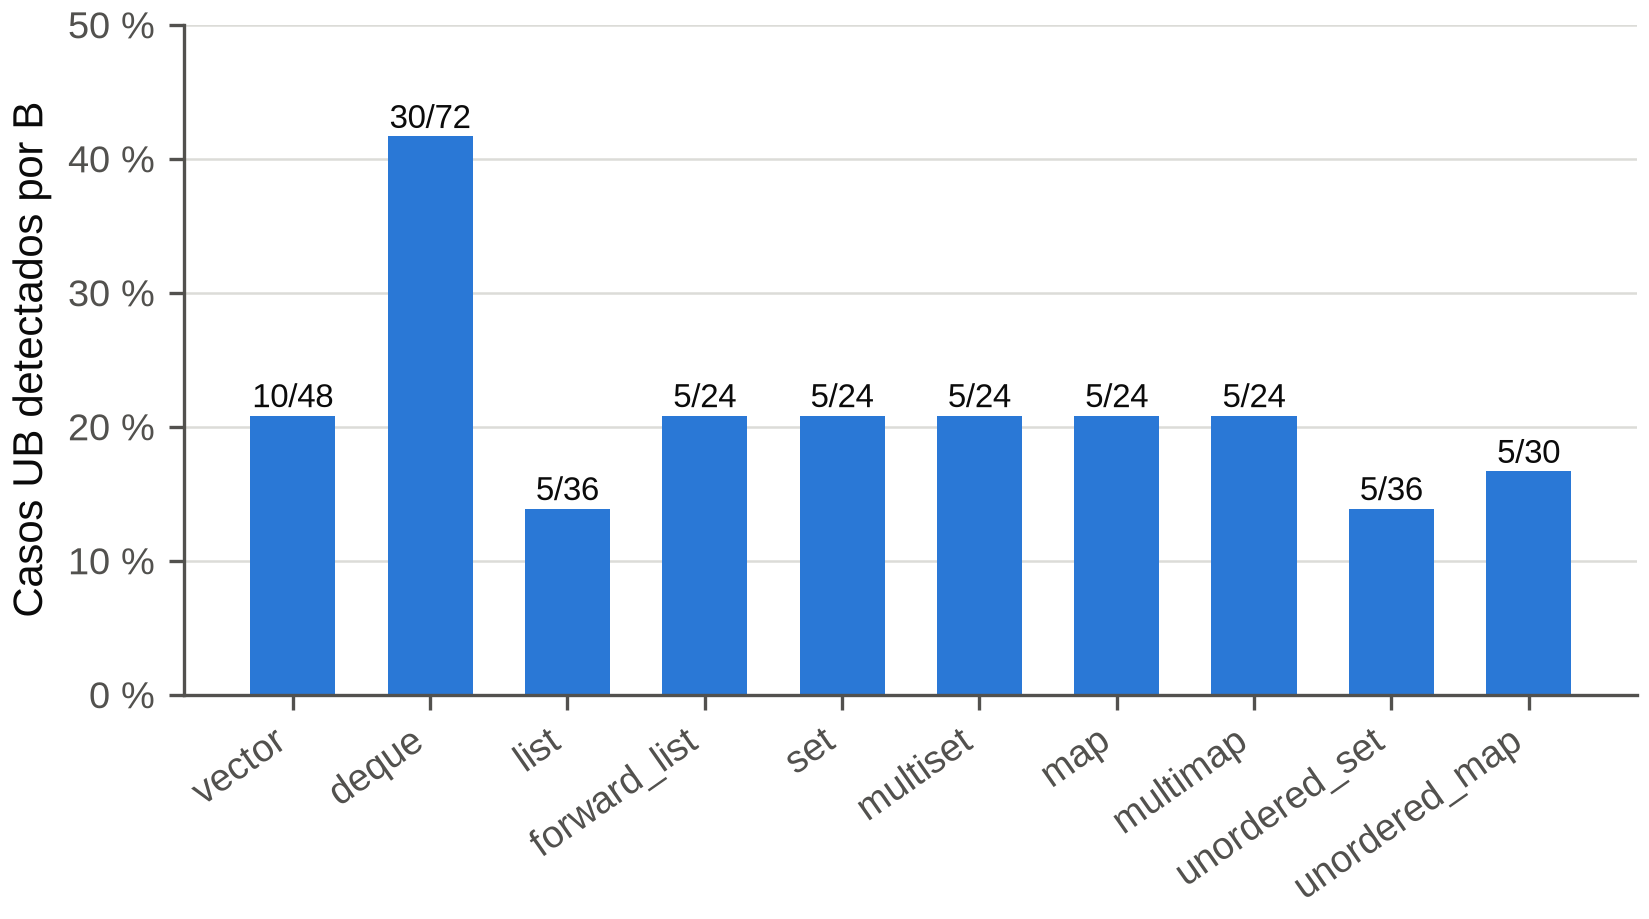 Casos UB detectados por B
50 %
40 %
30 %
20 %
10 %
0 %
10/48
30/72
5/36
5/24
5/24
5/24
5/24
5/24
5/36
5/30
vector
deque
list
forward_list
set
multiset
map
multimap
unordered_set
unordered_map